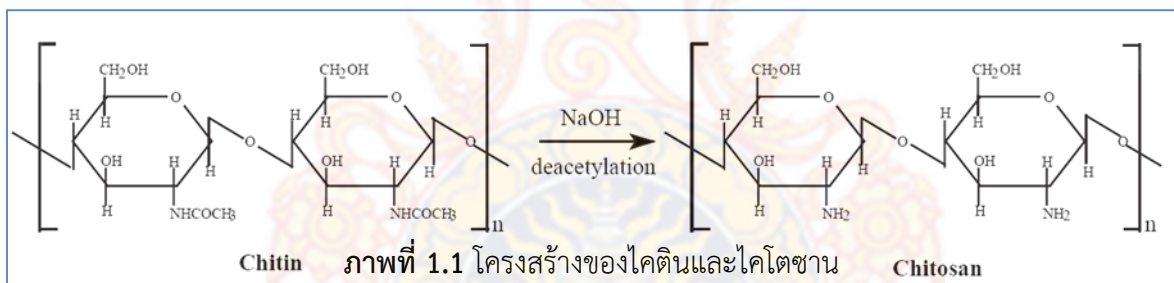 CH₂OH CH₂OH CH₂OH CH₂OH
O O O O
H H H H H H H H
NaOH
O O O O
OH H H OH H H OH H H OH H H
deacetylation
H NHCOCH₃ H NHCOCH₃ n H NH₂ H NH₂ n
Chitin ภาพที่ 1.1 โครงสร้างของไคตินและไคโตซาน Chitosan